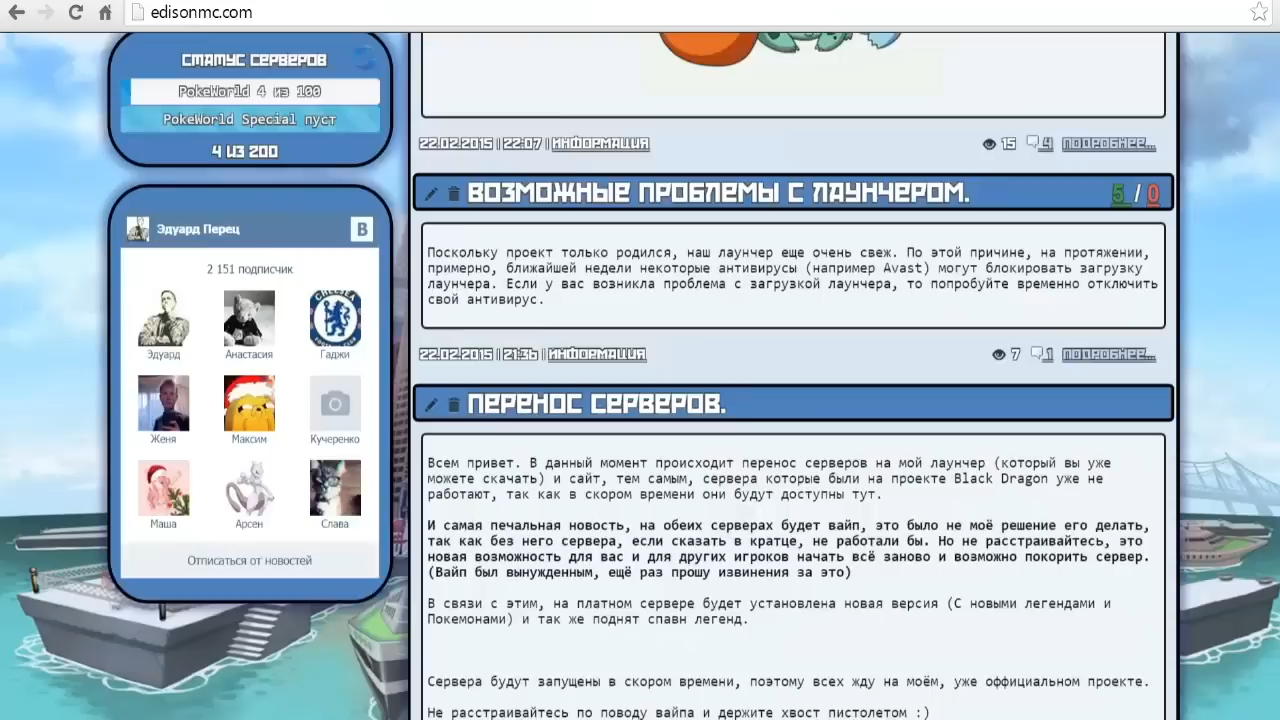 edisonmc.com
СТАТУС СЕРВЕРОВ
PokeWorld 4 из 100
PokeWorld Special пуст
4 ИЗ 200
Эдуард Перец
В
2 151 подписчик
Эдуард
Анастасия
Гаджи
Женя
Максим
Кучеренко
Маша
Арсен
Слава
Отписаться от новостей
22.02.2015 | 22:07 | ИНФОРМАЦИЯ
15
4
ПОДРОБНЕЕ...
ВОЗМОЖНЫЕ ПРОБЛЕМЫ С ЛАУНЧЕРОМ.
5 / 0
Поскольку проект только родился, наш лаунчер еще очень свеж. По этой причине, на протяжении,
примерно, ближайшей недели некоторые антивирусы (например Avast) могут блокировать загрузку
лаунчера. Если у вас возникла проблема с загрузкой лаунчера, то попробуйте временно отключить
свой антивирус.
22.02.2015 | 21:36 | ИНФОРМАЦИЯ
7
1
ПОДРОБНЕЕ...
ПЕРЕНОС СЕРВЕРОВ.
Всем привет. В данный момент происходит перенос серверов на мой лаунчер (который вы уже
можете скачать) и сайт, тем самым, сервера которые были на проекте Black Dragon уже не
работают, так как в скором времени они будут доступны тут.
И самая печальная новость, на обеих серверах будет вайп, это было не моё решение его делать,
так как без него сервера, если сказать в кратце, не работали бы. Но не расстраивайтесь, это
новая возможность для вас и для других игроков начать всё заново и возможно покорить сервер.
(Вайп был вынужденным, ещё раз прошу извинения за это)
В связи с этим, на платном сервере будет установлена новая версия (С новыми легендами и
Покемонами) и так же поднят спавн легенд.
Сервера будут запущены в скором времени, поэтому всех жду на моём, уже оффициальном проекте.
Не расстраивайтесь по поводу вайпа и держите хвост пистолетом :)